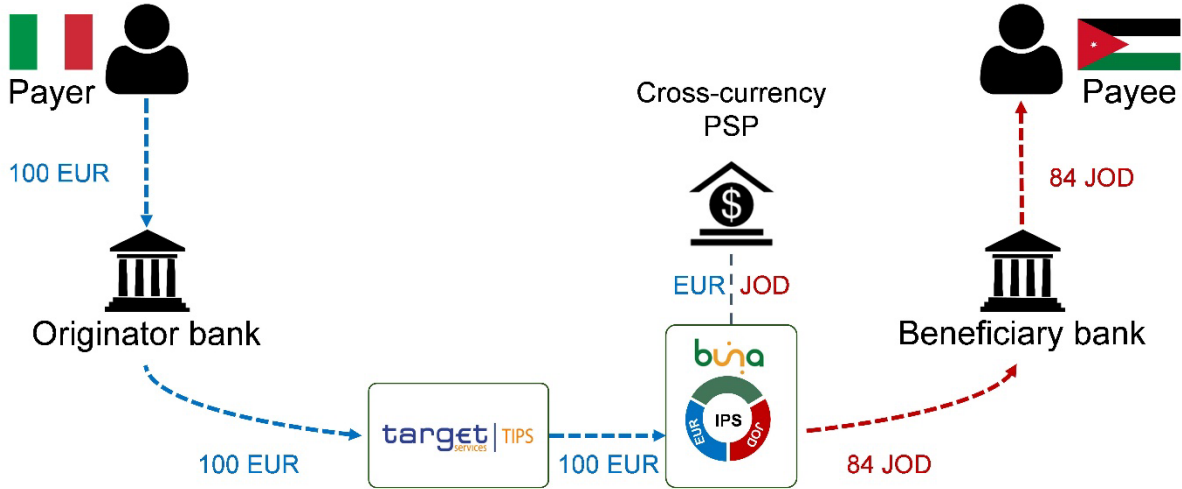 Payer
Payee
Cross-currency
PSP
100 EUR
84 JOD
$
EUR JOD
Originator bank
Beneficiary bank
buna
IPS
EUR
JOD
target services | TIPS
100 EUR
100 EUR
84 JOD